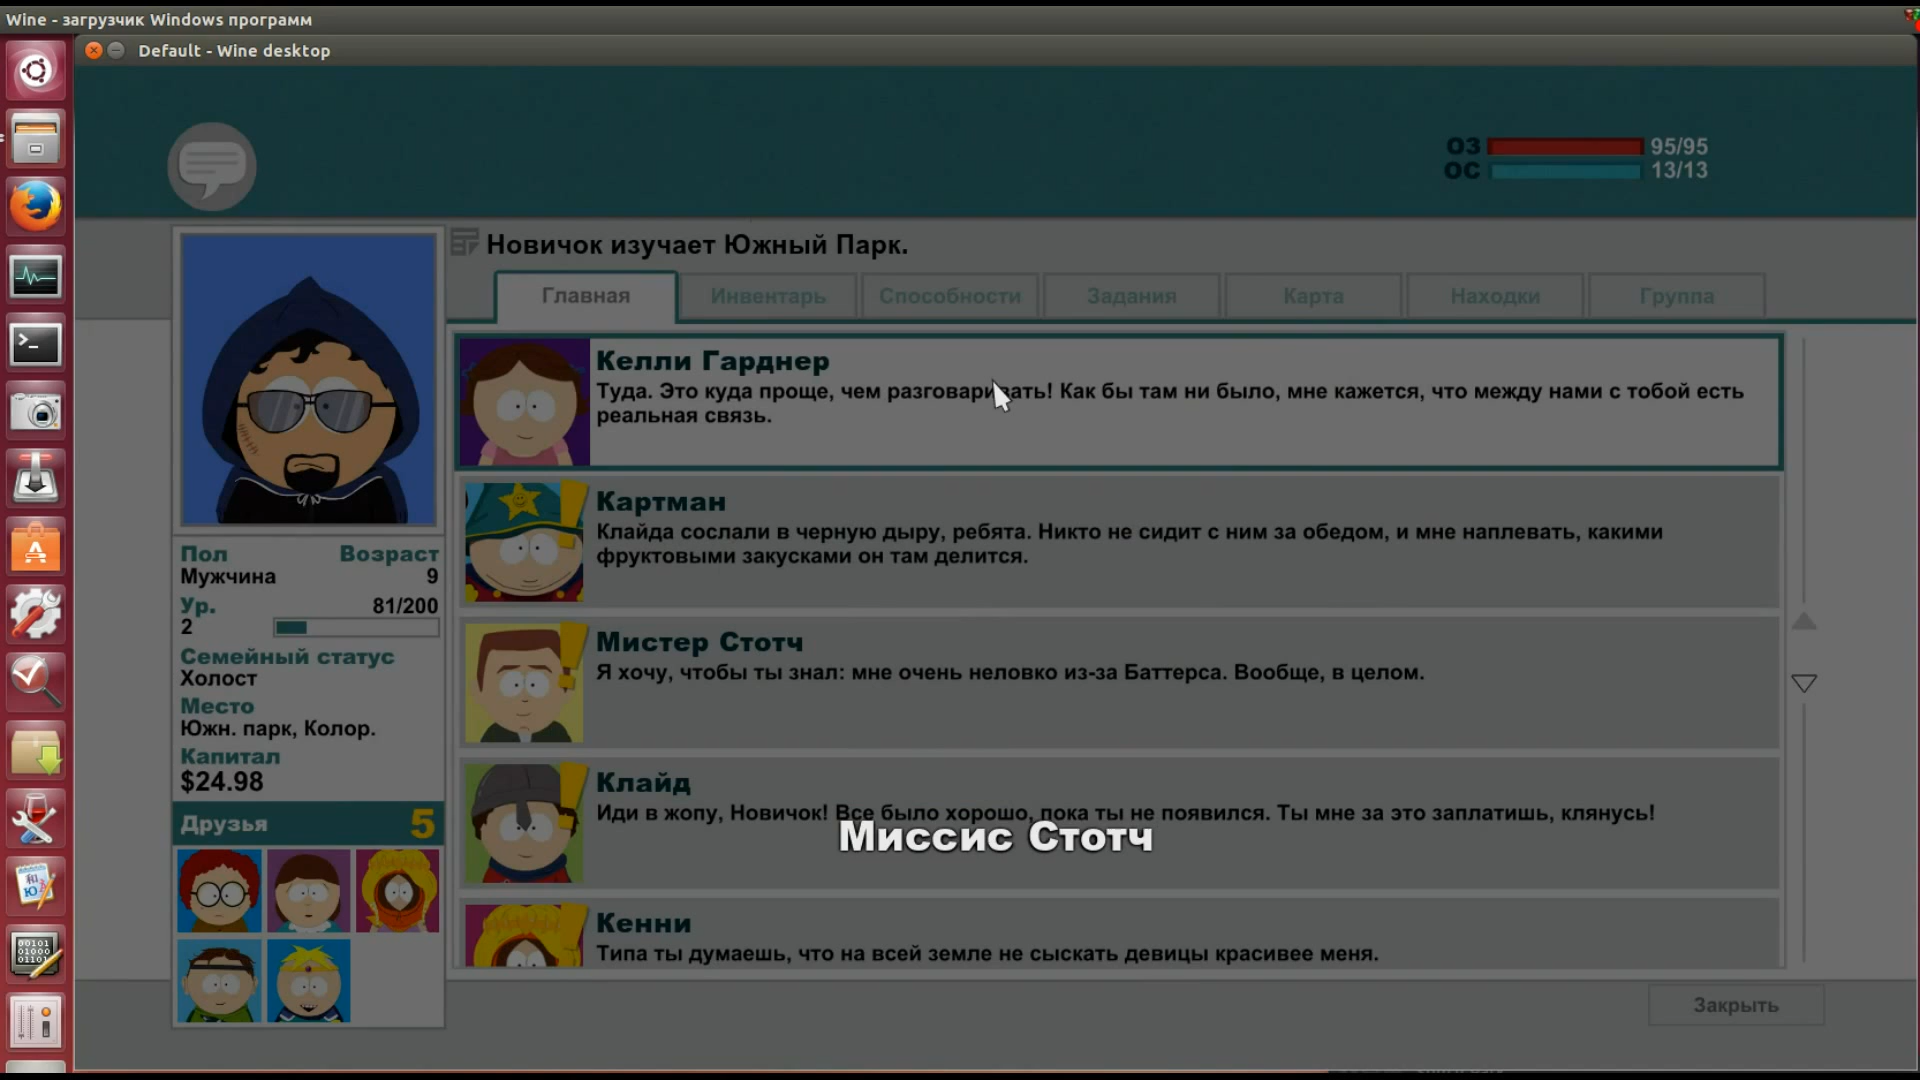 Wine - загрузчик Windows программ
Default - Wine desktop
ОЗ 95/95
ОС 13/13
Новичок изучает Южный Парк.
Главная Инвентарь Способности Задания Карта Находки Группа
Келли Гарднер
Туда. Это куда проще, чем разговаривать! Как бы там ни было, мне кажется, что между нами с тобой есть
реальная связь.
Картман
Клайда сослали в черную дыру, ребята. Никто не сидит с ним за обедом, и мне наплевать, какими
фруктовыми закусками он там делится.
Мистер Стотч
Я хочу, чтобы ты знал: мне очень неловко из-за Баттерса. Вообще, в целом.
Клайд
Иди в жопу, Новичок! Все было хорошо, пока ты не появился. Ты мне за это заплатишь, клянусь!
Миссис Стотч
Кенни
Типа ты думаешь, что на всей земле не сыскать девицы красивее меня.
Пол Возраст
Мужчина 9
Ур. 81/200
2
Семейный статус
Холост
Место
Южн. парк, Колор.
Капитал
$24.98
Друзья 5
Закрыть